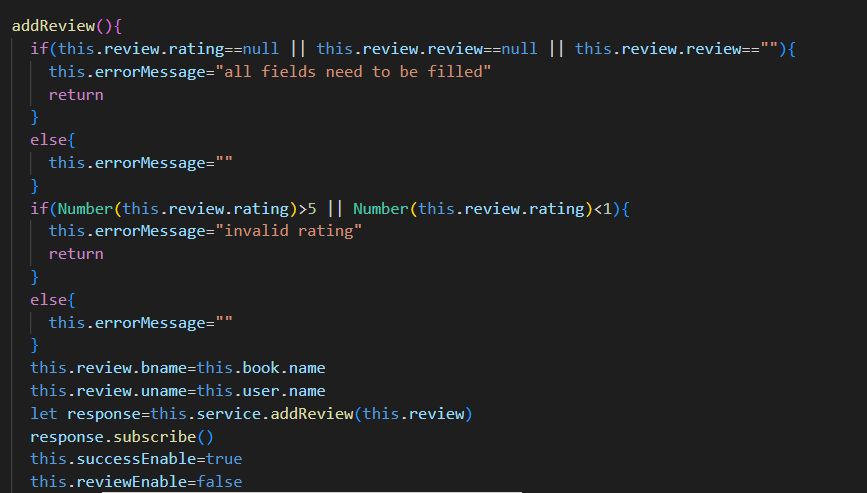 addReview(){
if(this.review.rating==null || this.review.review==null || this.review.review==""){
this.errorMessage="all fields need to be filled"
return
}
else{
this.errorMessage=""
}
if(Number(this.review.rating)>5 || Number(this.review.rating)<1){
this.errorMessage="invalid rating"
return
}
else{
this.errorMessage=""
}
this.review.bname=this.book.name
this.review.uname=this.user.name
let response=this.service.addReview(this.review)
response.subscribe()
this.successEnable=true
this.reviewEnable=false